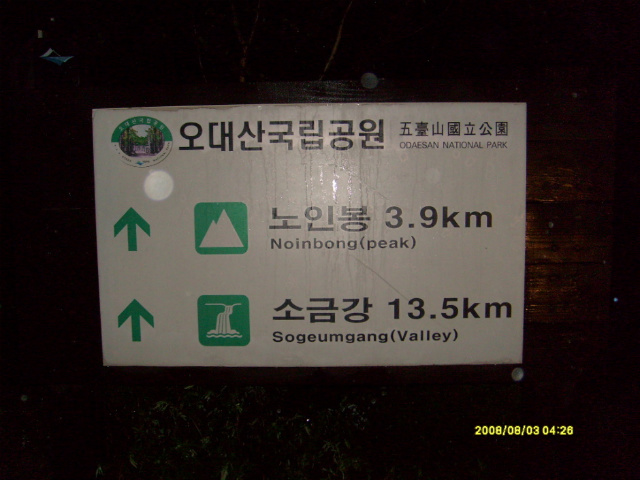 오대산국립공원 五臺山國立公園
ODAESAN NATIONAL PARK
노인봉 3.9km
Noinbong(peak)
소금강 13.5km
Sogeumgang(Valley)
2008/08/03 04:26